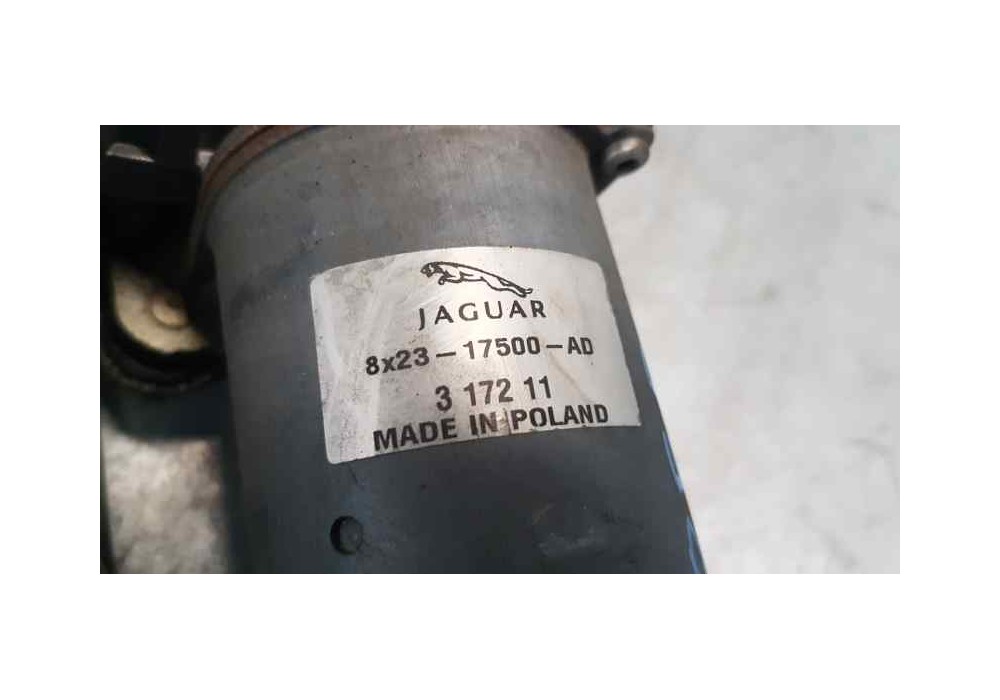 JAGUAR
8x23-17500-AD
3 172 11
MADE IN POLAND